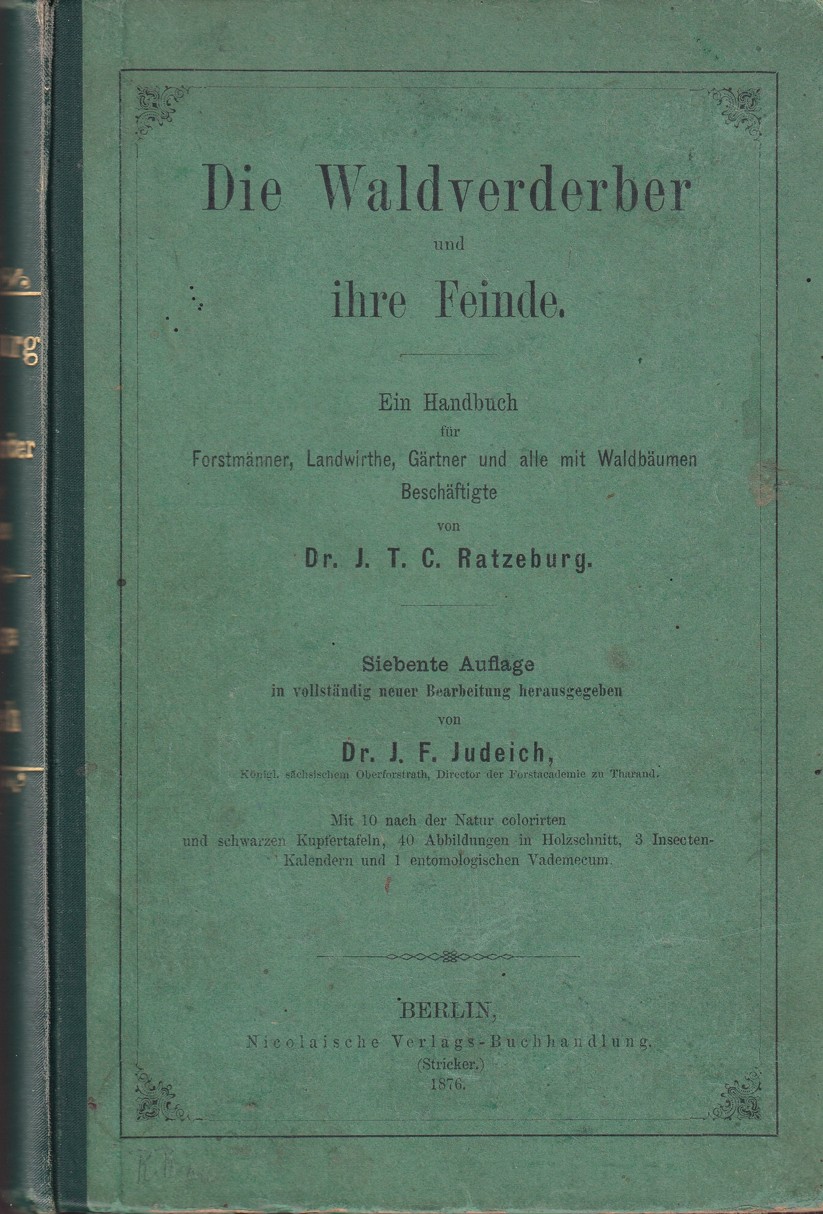 Die Waldverderber
und
ihre Feinde.
Ein Handbuch
für
Forstmänner, Landwirthe, Gärtner und alle mit Waldbäumen
Beschäftigte
von
Dr. J. T. C. Ratzeburg.
Siebente Auflage
in vollständig neuer Bearbeitung herausgegeben
von
Dr. J. F. Judeich,
Königl. sächsischem Oberforstrath, Director der Forstacademie zu Tharand.
Mit 10 nach der Natur colorirten
und schwarzen Kupfertafeln, 40 Abbildungen in Holzschnitt, 3 Insecten-
Kalendern und 1 entomologischen Vademecum.
BERLIN,
Nicolaische Verlags-Buchhandlung.
(Stricker.)
1876.